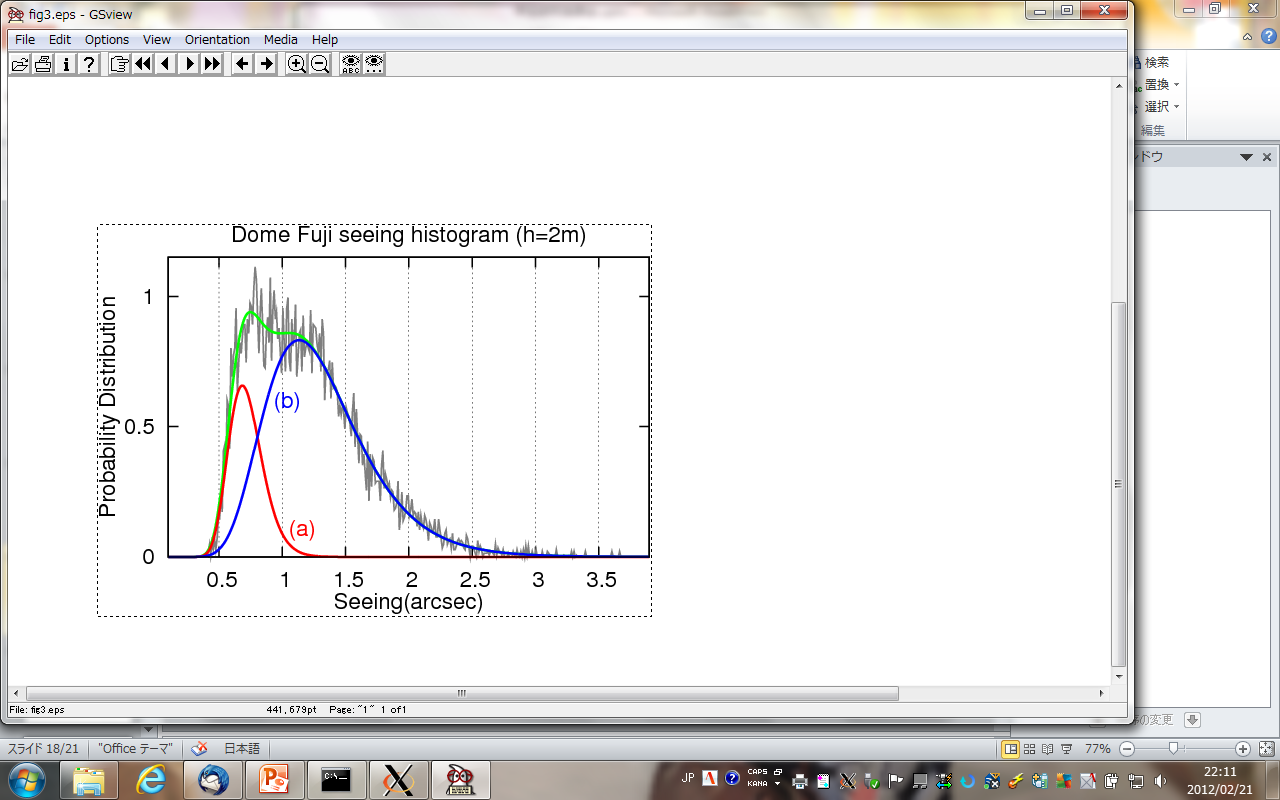 fig3.eps - GSview
File Edit Options View Orientation Media Help
検索
置換
選択
編集
ンドウ
Dome Fuji seeing histogram (h=2m)
Probability Distribution
1
0.5
0
(b)
(a)
0.5 1 1.5 2 2.5 3 3.5
Seeing(arcsec)
File: fig3.eps 441, 679pt Page: "1" 1 of 1
の変更
スライド 18/21 "Office テーマ" 日本語 77%
JP CAPS KANA 22:11
2012/02/21